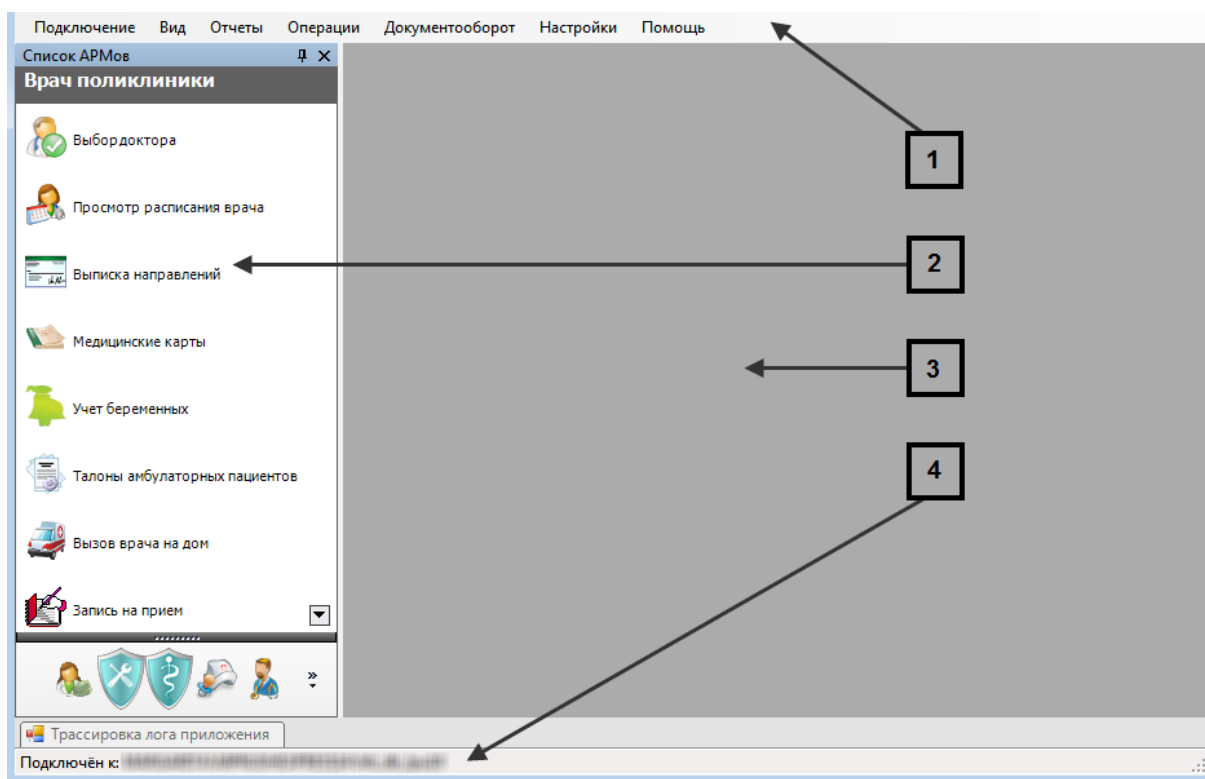 Подключение Вид Отчеты Операции Документооборот Настройки Помощь
Список АРМов
Врач поликлиники
Выбор доктора
1
Просмотр расписания врача
Выписка направлений
2
Медицинские карты
3
Учет беременных
Талоны амбулаторных пациентов
4
Вызов врача на дом
Запись на прием
Трассировка лога приложения
Подключён к: